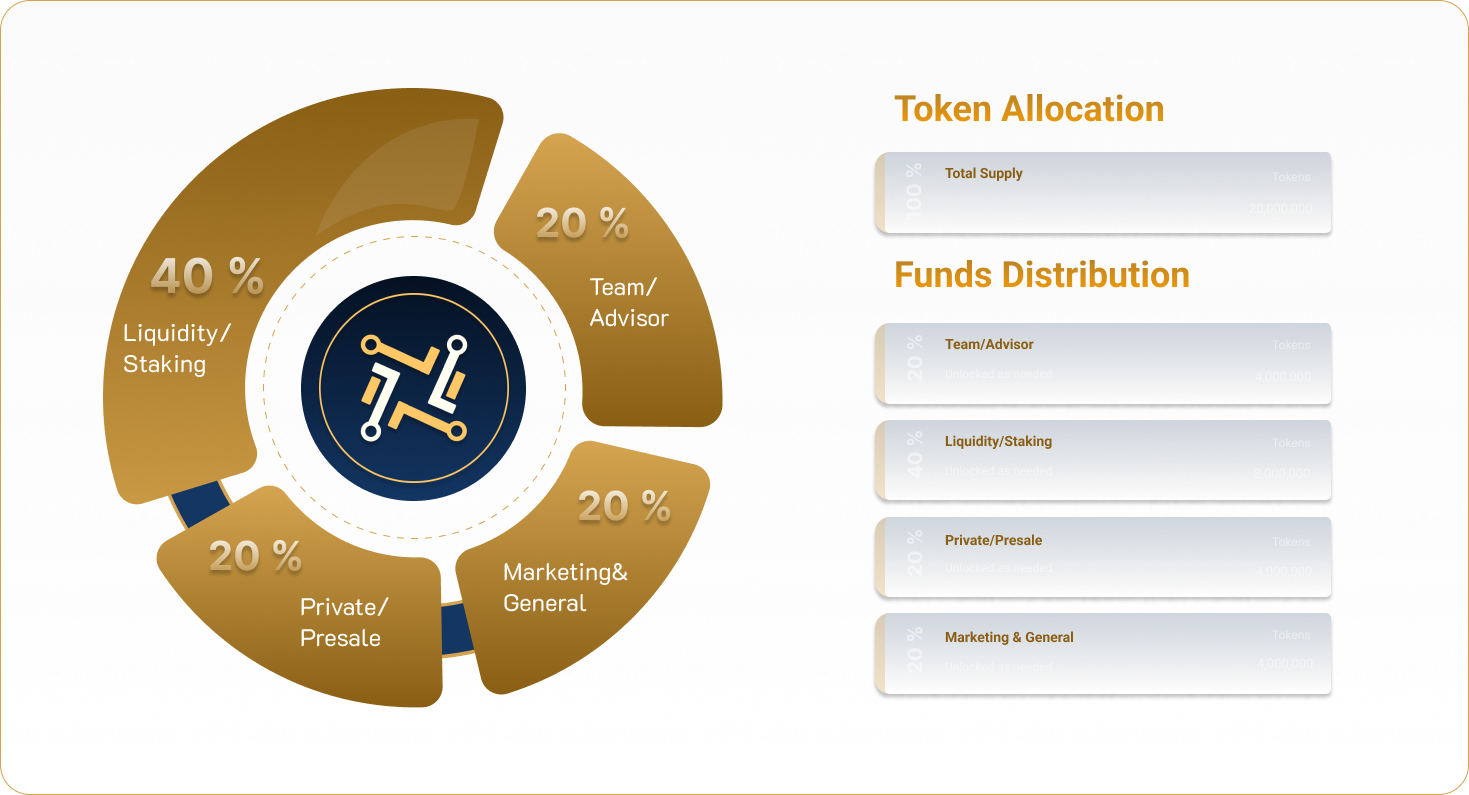 40 %
Liquidity/
Staking
20 %
Team/
Advisor
20 %
Marketing&
General
20 %
Private/
Presale
Token Allocation
100 %
Total Supply
Tokens
20,000,000
Funds Distribution
20 %
Team/Advisor
Tokens
Unlocked as needed
4,000,000
40 %
Liquidity/Staking
Tokens
Unlocked as needed
8,000,000
20 %
Private/Presale
Tokens
Unlocked as needed
4,000,000
20 %
Marketing & General
Tokens
Unlocked as needed
4,000,000